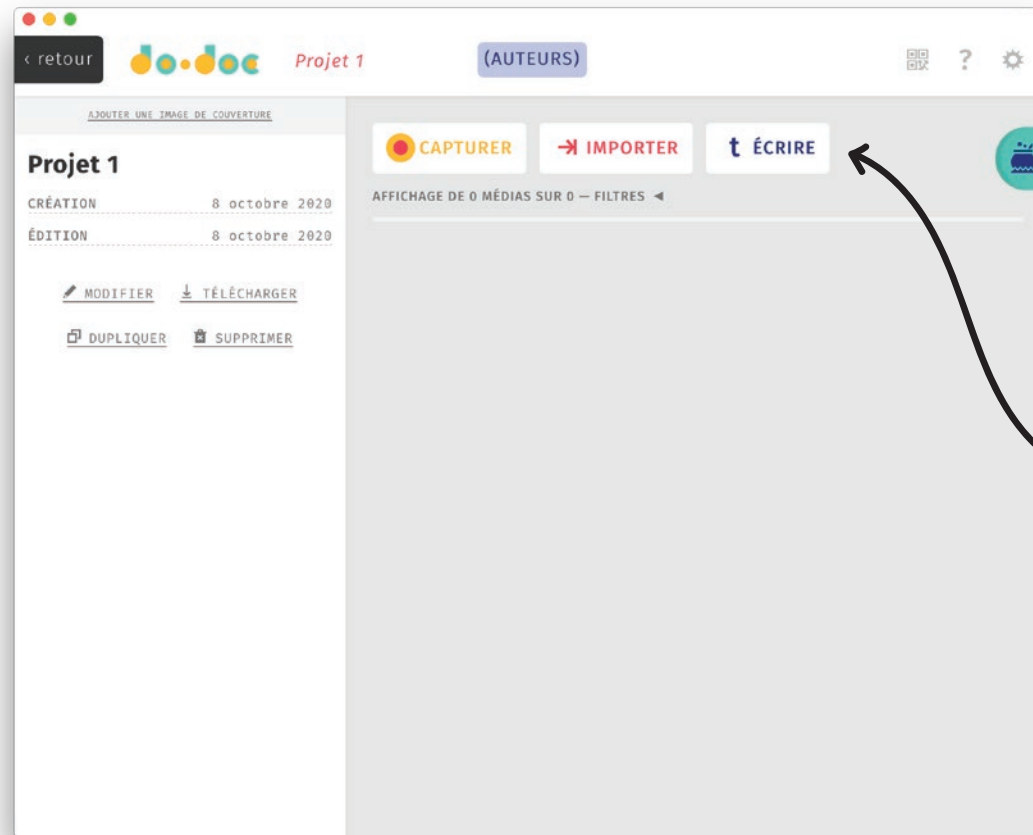 ‹ retour
do•doc
Projet 1
(AUTEURS)
?
AJOUTER UNE IMAGE DE COUVERTURE
Projet 1
CRÉATION 8 octobre 2020
ÉDITION 8 octobre 2020
MODIFIER TÉLÉCHARGER
DUPLIQUER SUPPRIMER
CAPTURER
IMPORTER
t ÉCRIRE
AFFICHAGE DE 0 MÉDIAS SUR 0 — FILTRES ◄